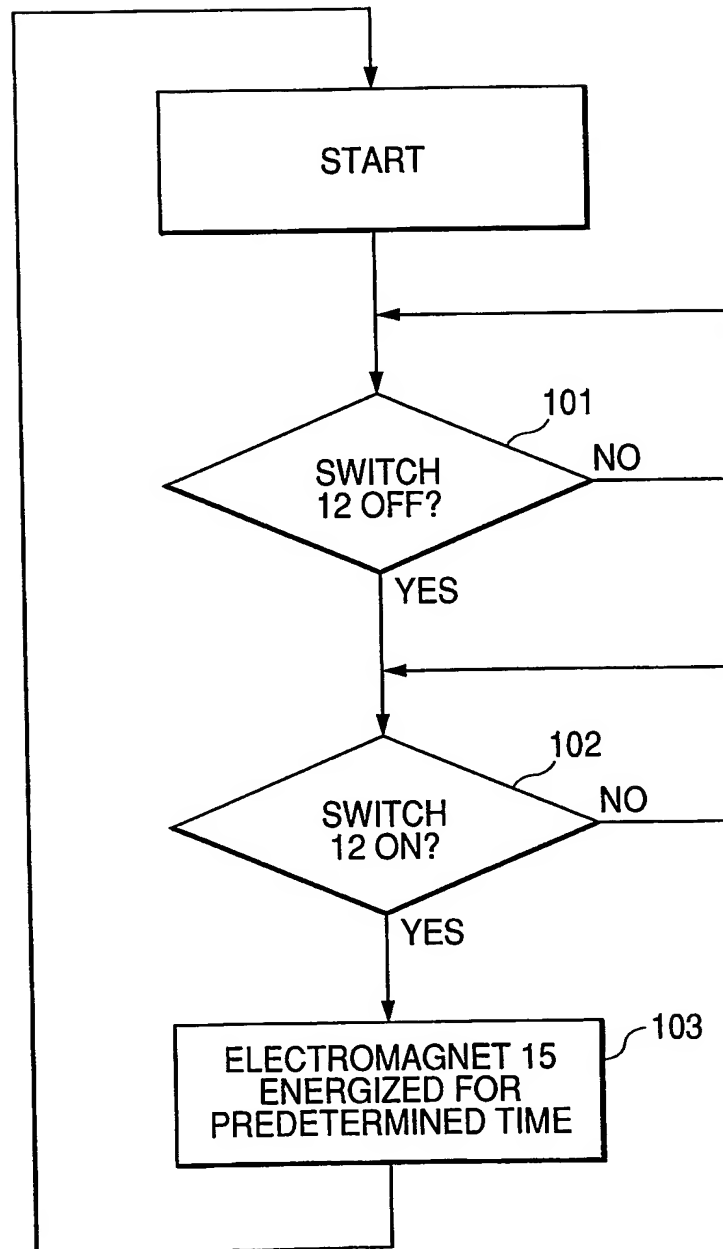 START
101
SWITCH
12 OFF?
NO
YES
102
SWITCH
12 ON?
NO
YES
103
ELECTROMAGNET 15
ENERGIZED FOR
PREDETERMINED TIME